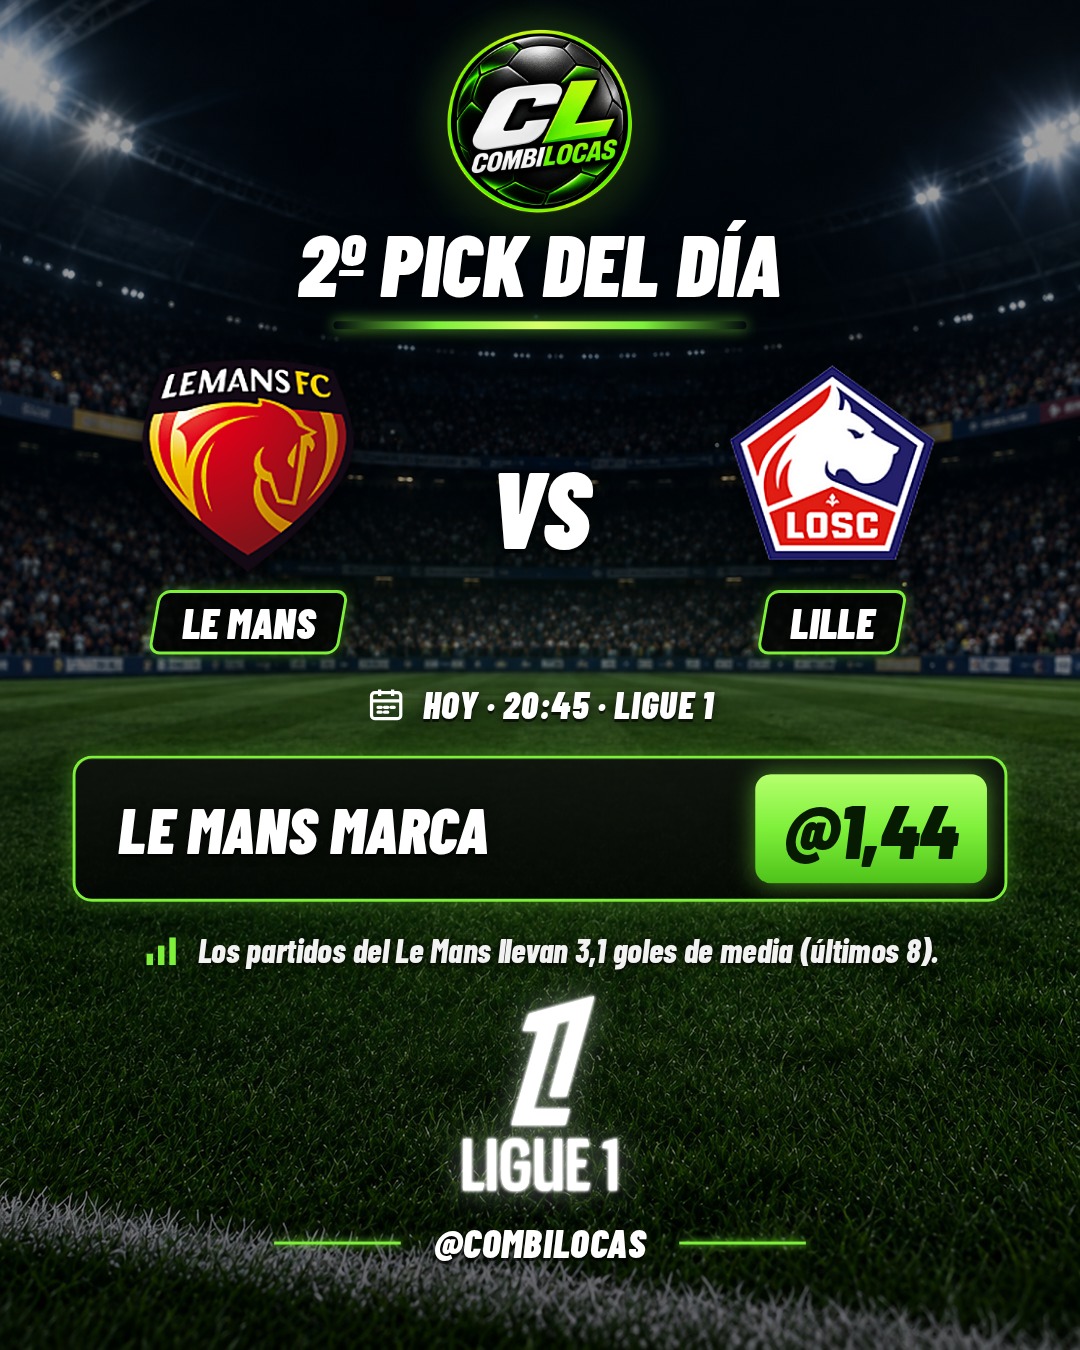 CL
COMBILOCAS
2º PICK DEL DÍA
LEMANS FC
LOSC
VS
LE MANS
LILLE
HOY · 20:45 · LIGUE 1
LE MANS MARCA
@1,44
Los partidos del Le Mans llevan 3,1 goles de media (últimos 8).
LIGUE 1
@COMBILOCAS